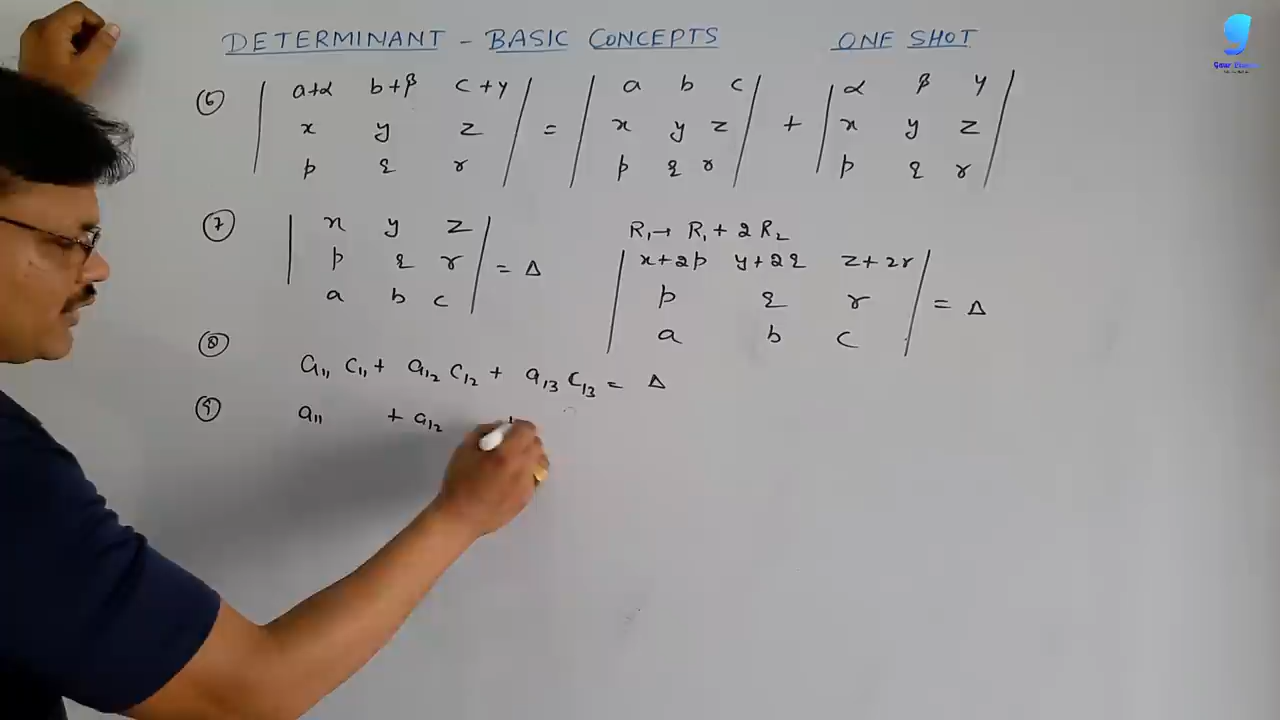 DETERMINANT - BASIC CONCEPTS ONE SHOT
⑥ | a+α b+β c+γ | = | a b c | + | α β γ |
| x y z | | x y z | | x y z |
| p q r | | p q r | | p q r |
⑦ | x y z | R₁→ R₁ + 2R₂
| p q r | = Δ | x+2p y+2q z+2r |
| a b c | | p q r | = Δ
| a b c |
⑧ a₁₁ C₁₁ + a₁₂ C₁₂ + a₁₃ C₁₃ = Δ
⑨ a₁₁ + a₁₂